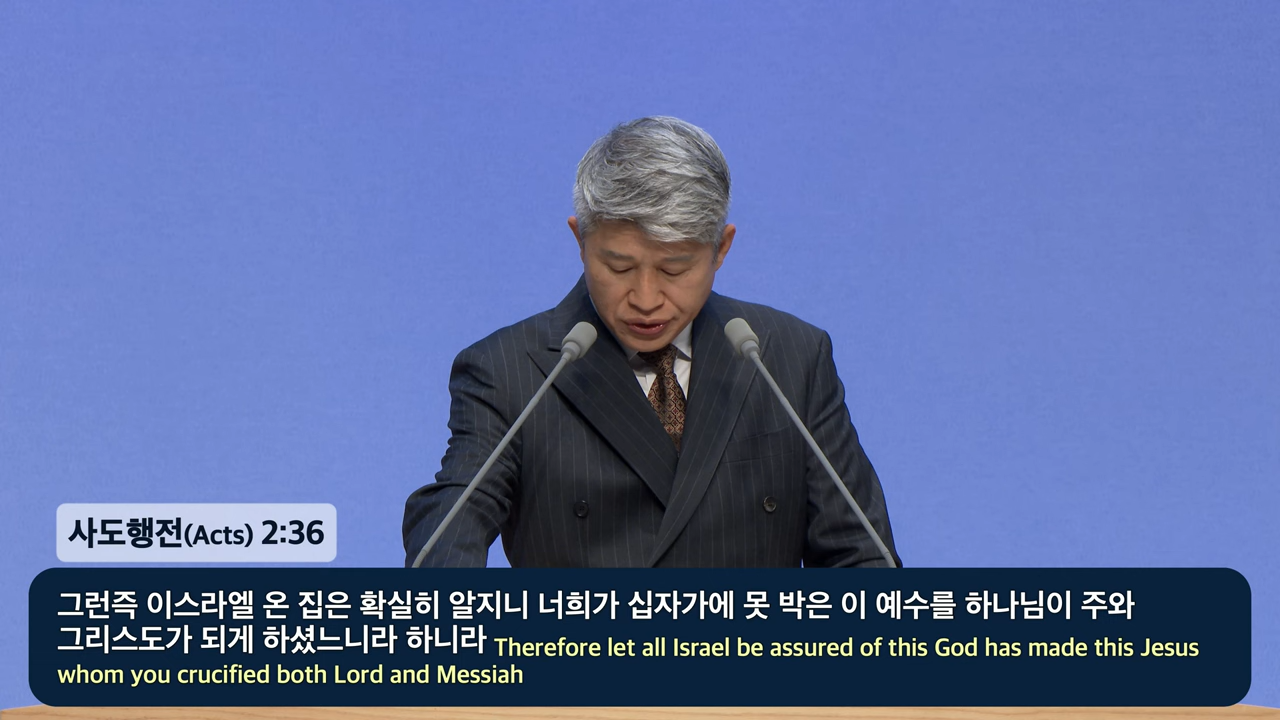 사도행전(Acts) 2:36
그런즉 이스라엘 온 집은 확실히 알지니 너희가 십자가에 못 박은 이 예수를 하나님이 주와
그리스도가 되게 하셨느니라 하니라 Therefore let all Israel be assured of this God has made this Jesus
whom you crucified both Lord and Messiah